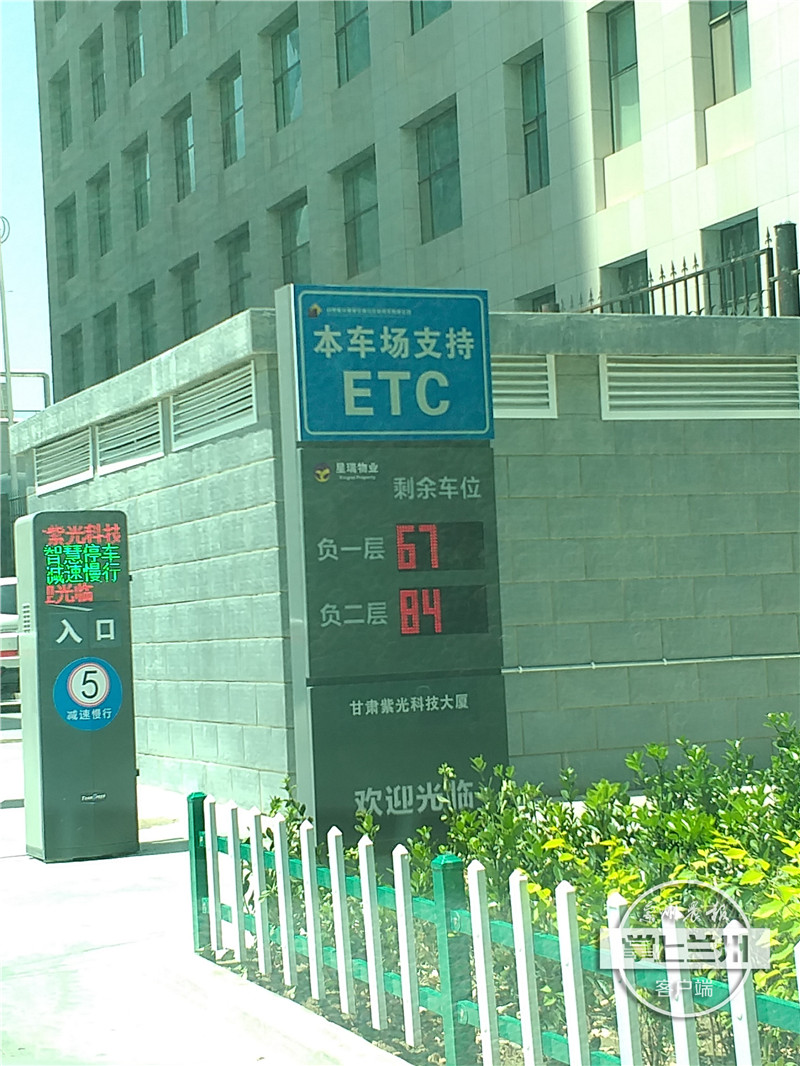 本车场支持
ETC
星瑞物业
Xingrui Property
剩余车位
负一层 67
负二层 84
甘肃紫光科技大厦
欢迎光临
紫光科技
智慧停车
减速慢行
光临
入口
5
减速慢行
掌上兰州
客户端